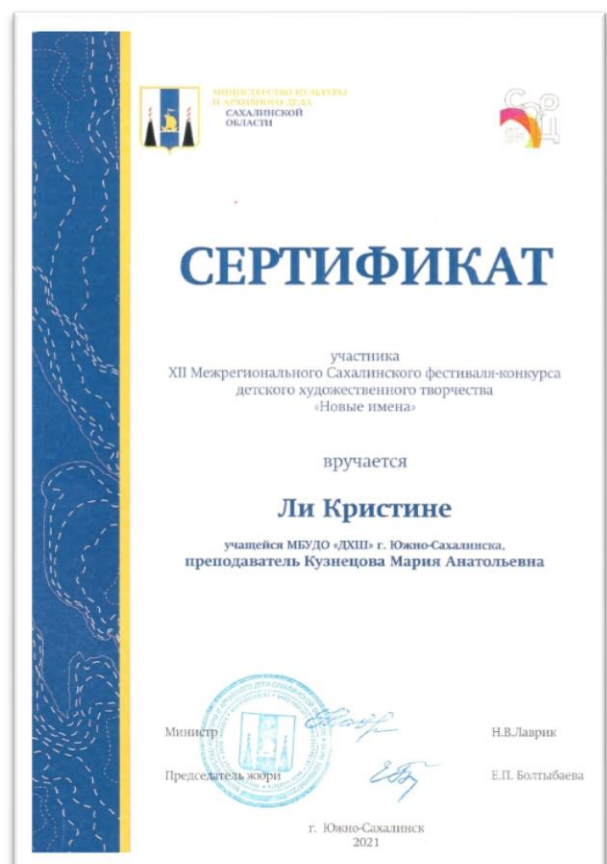 МИНИСТЕРСТВО КУЛЬТУРЫ
И АРХИВНОГО ДЕЛА
САХАЛИНСКОЙ
ОБЛАСТИ
СОРЦ
СЕРТИФИКАТ
участника
XII Межрегионального Сахалинского фестиваля-конкурса
детского художественного творчества
«Новые имена»
вручается
Ли Кристине
учащейся МБУДО «ДХШ» г. Южно-Сахалинска,
преподаватель Кузнецова Мария Анатольевна
Министр
Н.В.Лаврик
Председатель жюри
Е.П. Болтыбаева
г. Южно-Сахалинск
2021